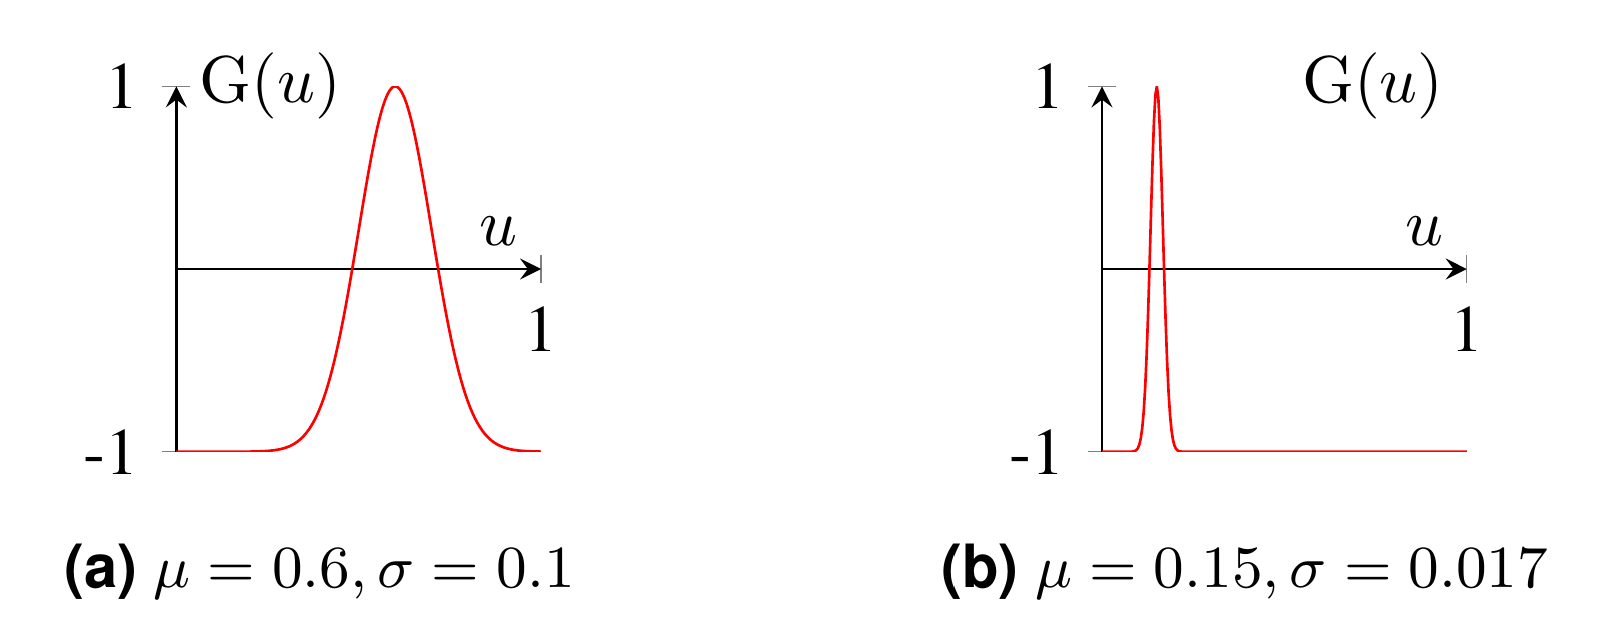 1 G(u)
u
1
-1
(a) μ = 0.6, σ = 0.1
1 G(u)
u
1
-1
(b) μ = 0.15, σ = 0.017